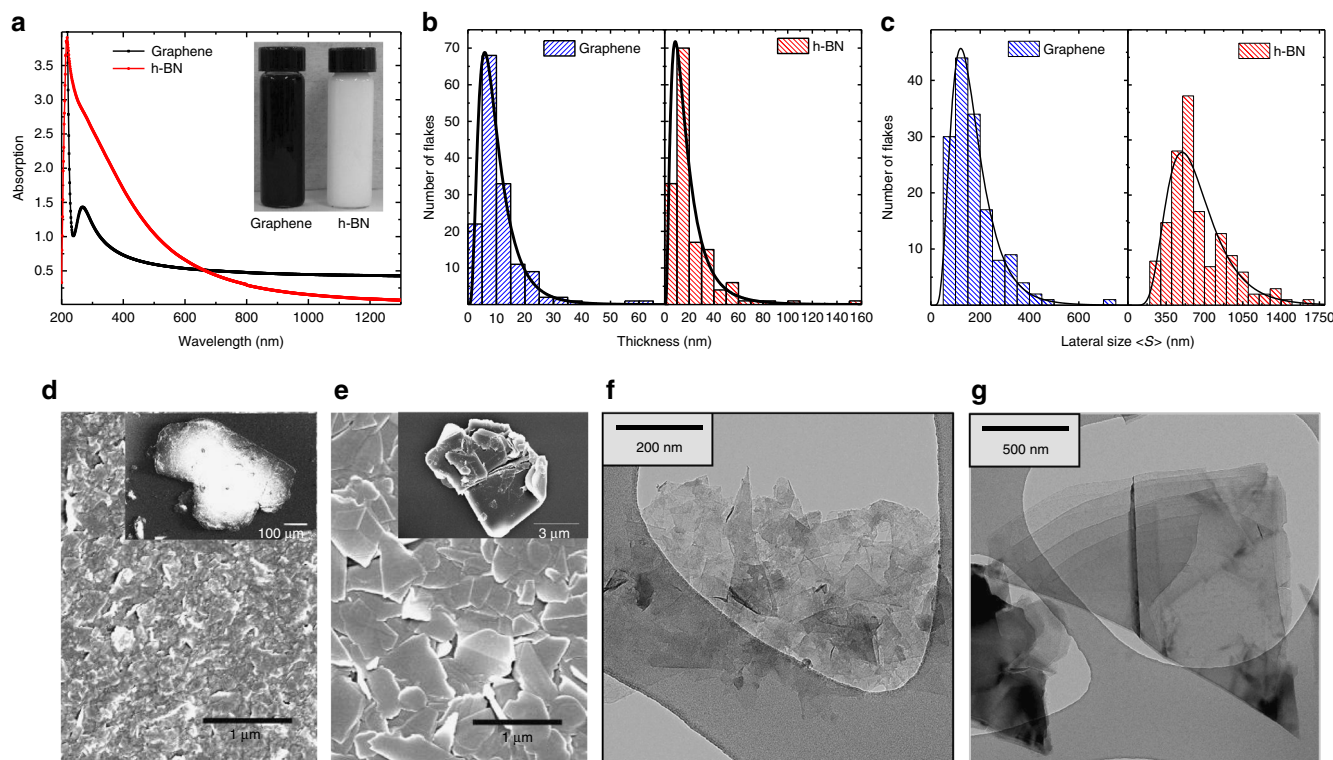 a
Graphene
h-BN
3.5
3.0
2.5
2.0
1.5
1.0
0.5
Absorption
200 400 600 800 1000 1200
Wavelength (nm)
Graphene h-BN
b
Graphene
h-BN
70
60
50
40
30
20
10
Number of flakes
0 10 20 30 40 50 60 0 20 40 60 80 100 120 140 160
Thickness (nm)
c
Graphene
h-BN
50
40
30
20
10
Number of flakes
0 200 400 600 350 700 1050 1400 1750
Lateral size <S> (nm)
d
100 μm
1 μm
e
3 μm
1 μm
f
200 nm
g
500 nm